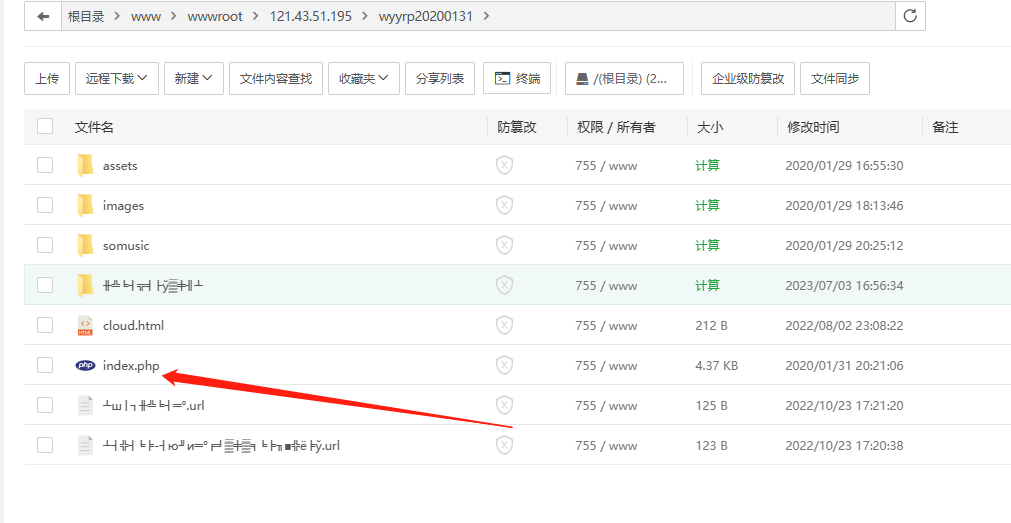 根目录 > www > wwwroot > 121.43.51.195 > wyyrp20200131 >
上传 远程下载 新建 文件内容查找 收藏夹 分享列表 终端 /(根目录) (2... 企业级防篡改 文件同步
文件名 防篡改 权限 / 所有者 大小 修改时间 备注
assets 755 / www 计算 2020/01/29 16:55:30
images 755 / www 计算 2020/01/29 18:13:46
somusic 755 / www 计算 2020/01/29 20:25:12
755 / www 计算 2023/07/03 16:56:34
HTML cloud.html 755 / www 212 B 2022/08/02 23:08:22
php index.php 755 / www 4.37 KB 2020/01/31 20:21:06
.url 755 / www 125 B 2022/10/23 17:21:20
.url 755 / www 123 B 2022/10/23 17:20:38